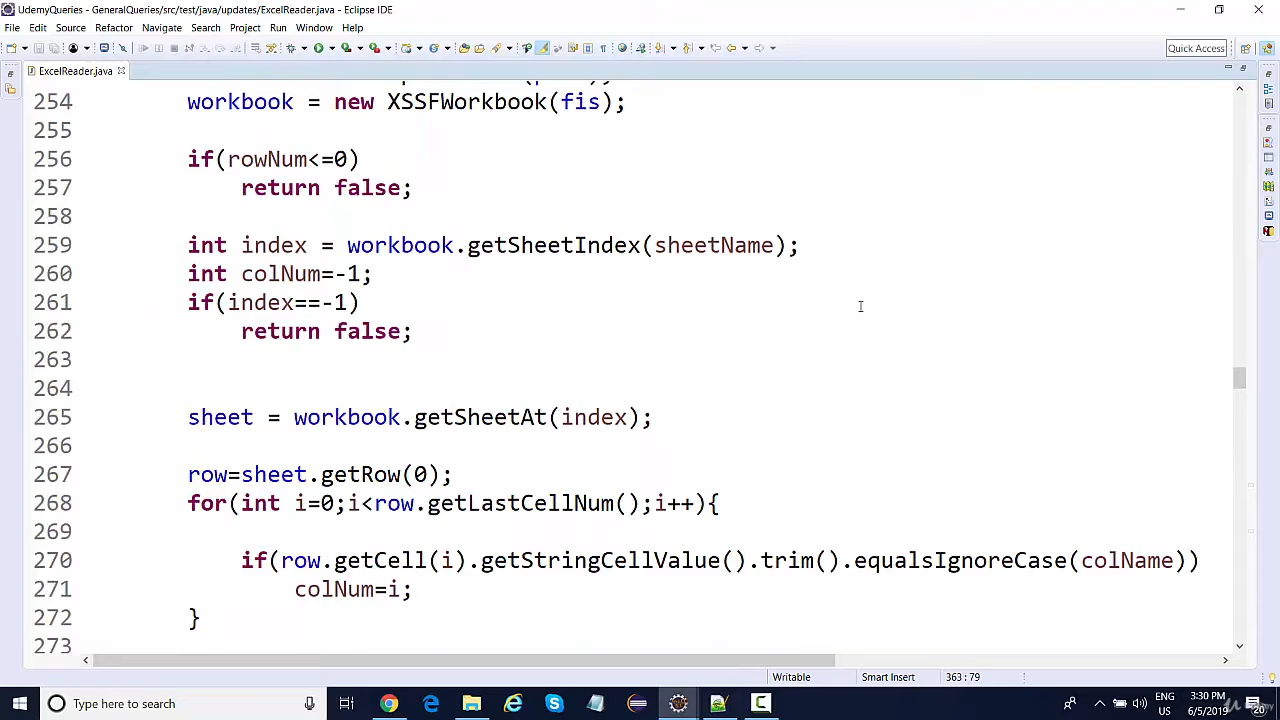 UdemyQueries - GeneralQueries/src/test/java/updates/ExcelReader.java - Eclipse IDE
File Edit Source Refactor Navigate Search Project Run Window Help
Quick Access
ExcelReader.java
254 workbook = new XSSFWorkbook(fis);
255
256 if(rowNum<=0)
257 return false;
258
259 int index = workbook.getSheetIndex(sheetName);
260 int colNum=-1;
261 if(index==-1)
262 return false;
263
264
265 sheet = workbook.getSheetAt(index);
266
267 row=sheet.getRow(0);
268 for(int i=0;i<row.getLastCellNum();i++){
269
270 if(row.getCell(i).getStringCellValue().trim().equalsIgnoreCase(colName))
271 colNum=i;
272 }
273
Writable Smart Insert 363 : 79
Type here to search
ENG
US
3:30 PM
6/5/2019
20